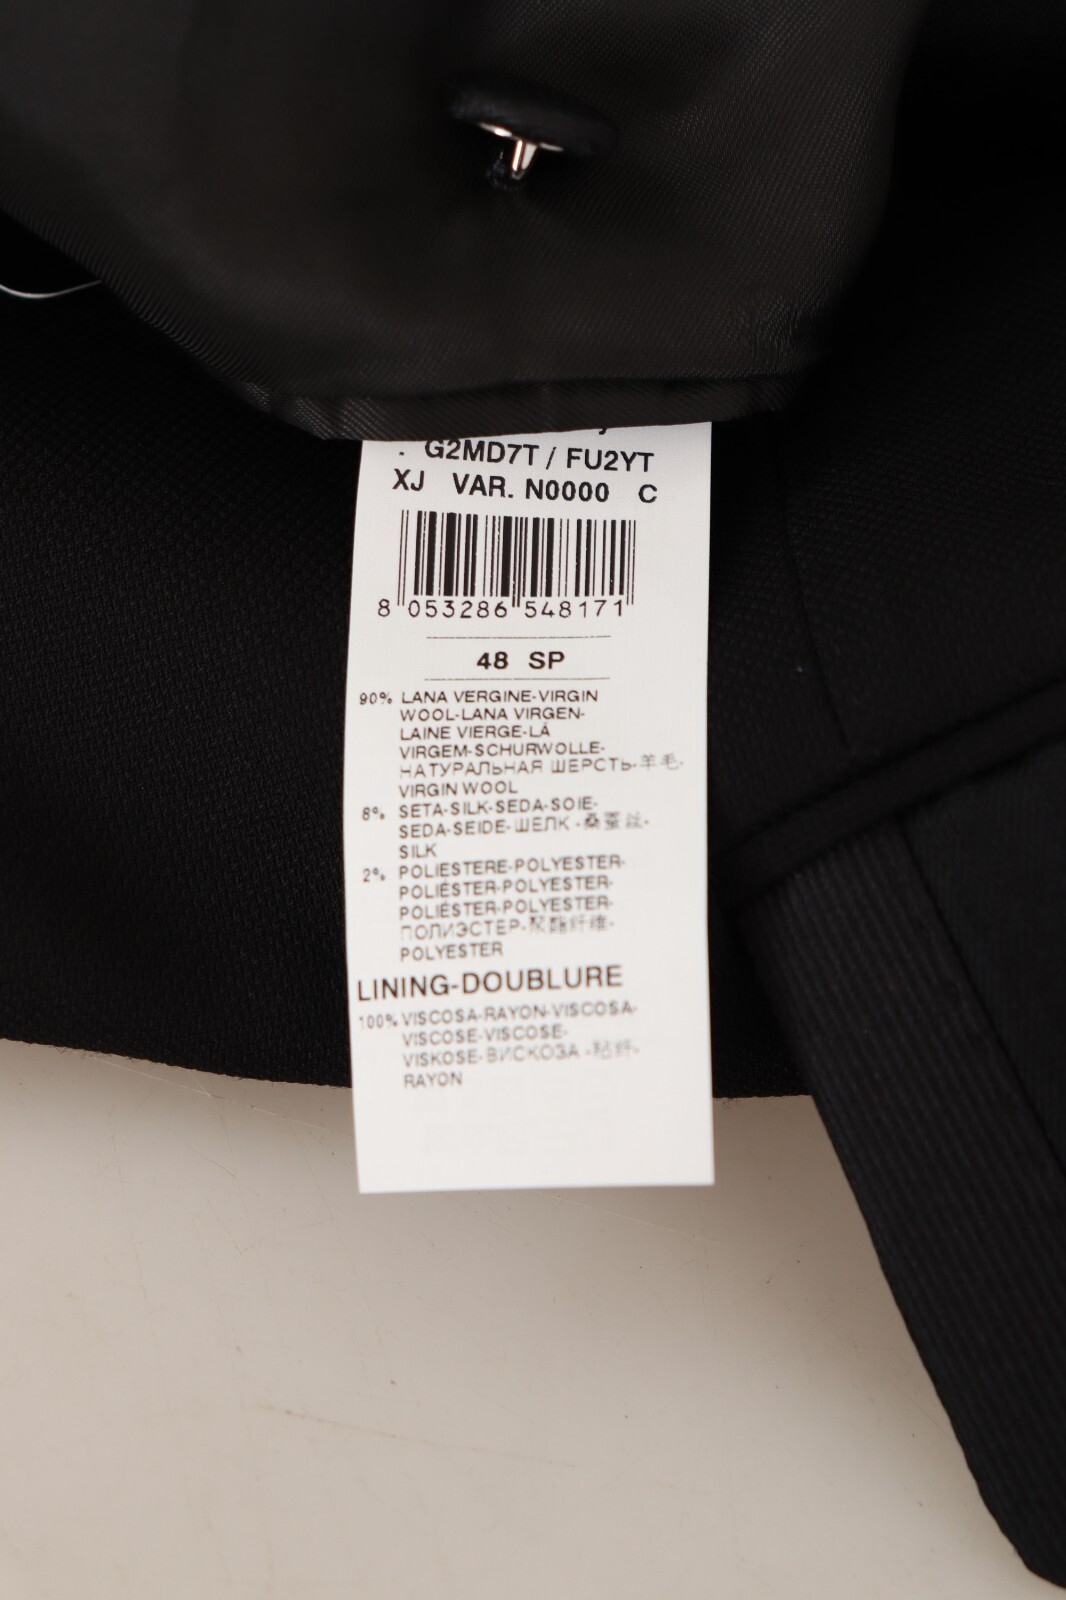 . G2MD7T / FU2YT
XJ VAR. N0000 C
8 053286 548171
48 SP
90% LANA VERGINE-VIRGIN
WOOL-LANA VIRGEN-
LAINE VIERGE-LÁ
VIRGEM-SCHURWOLLE-
НАТУРАЛЬНАЯ ШЕРСТЬ-羊毛-
VIRGIN WOOL
8% SETA-SILK-SEDA-SOIE-
SEDA-SEIDE-ШЕЛК -桑蚕丝-
SILK
2% POLIESTERE-POLYESTER-
POLIÉSTER-POLYESTER-
POLIÉSTER-POLYESTER-
ПОЛИЭСТЕР-聚酯纤维-
POLYESTER
LINING-DOUBLURE
100% VISCOSA-RAYON-VISCOSA-
VISCOSE-VISCOSE-
VISKOSE-ВИСКОЗА -粘纤-
RAYON